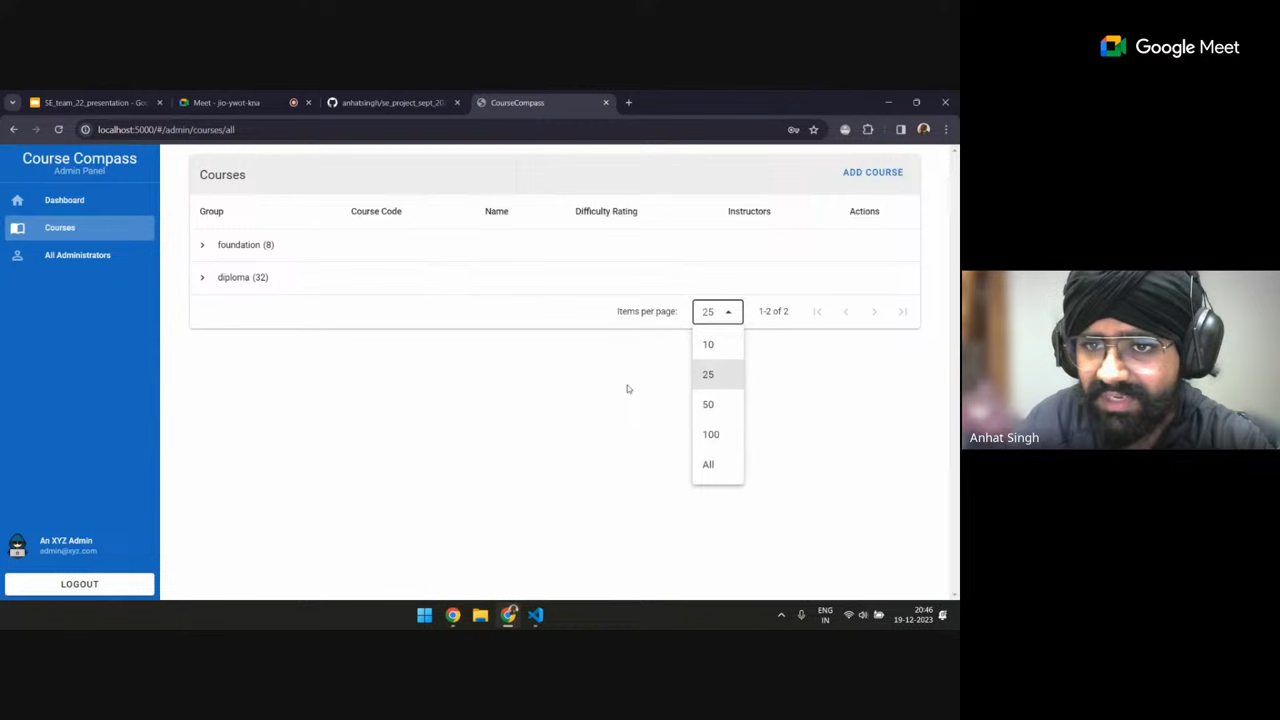 Google Meet
SE_team_22_presentation - Go
Meet - jio-ywot-kna
anhatsingh/se_project_sept_20
CourseCompass
localhost:5000/#/admin/courses/all
Course Compass
Admin Panel
Dashboard
Courses
All Administrators
An XYZ Admin
admin@xyz.com
LOGOUT
Courses
ADD COURSE
Group Course Code Name Difficulty Rating Instructors Actions
foundation (8)
diploma (32)
Items per page: 25 1-2 of 2
10
25
50
100
All
Anhat Singh
ENG
IN
20:46
19-12-2023